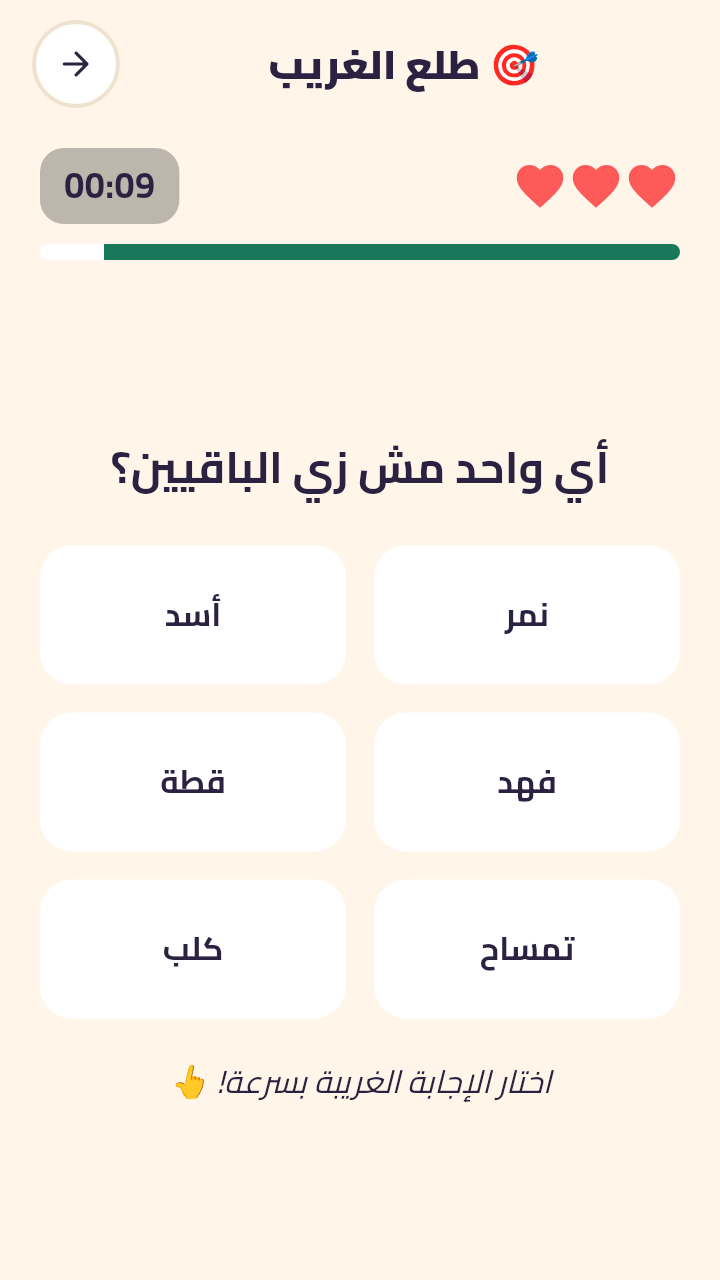 🎯 طلع الغريب
00:09
أي واحد مش زي الباقيين؟
نمر
أسد
فهد
قطة
تمساح
كلب
اختار الإجابة الغريبة بسرعة! 👆